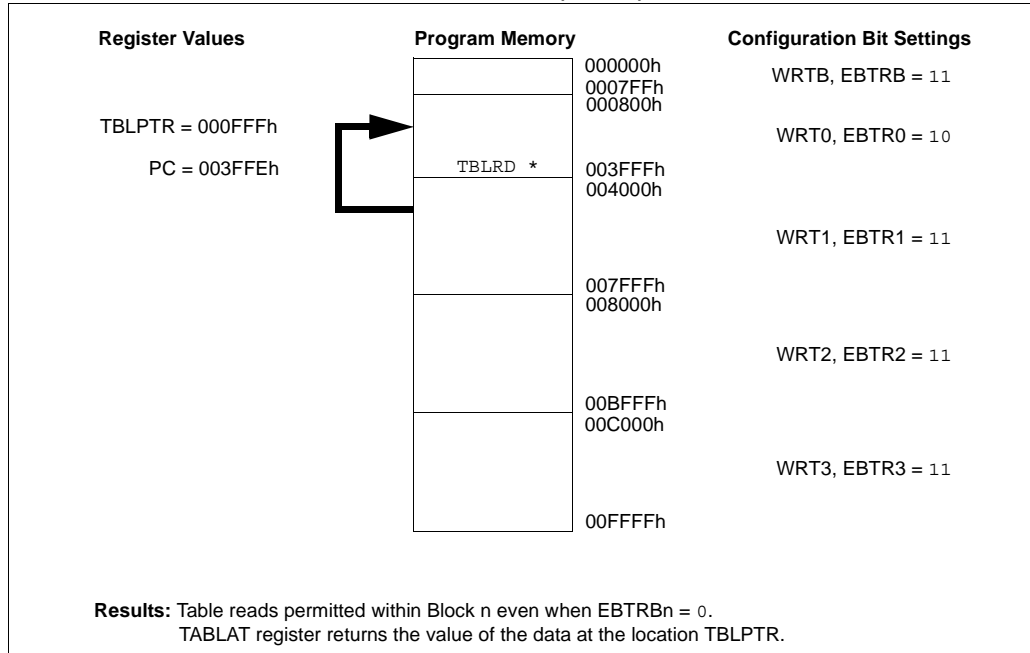 Register Values Program Memory Configuration Bit Settings
000000h
WRTB, EBTRB = 11
0007FFh
000800h
TBLPTR = 000FFFh
WRT0, EBTR0 = 10
PC = 003FFEh TBLRD * 003FFFh
004000h
WRT1, EBTR1 = 11
007FFFh
008000h
WRT2, EBTR2 = 11
00BFFFh
00C000h
WRT3, EBTR3 = 11
00FFFFh
Results: Table reads permitted within Block n even when EBTRBn = 0.
TABLAT register returns the value of the data at the location TBLPTR.